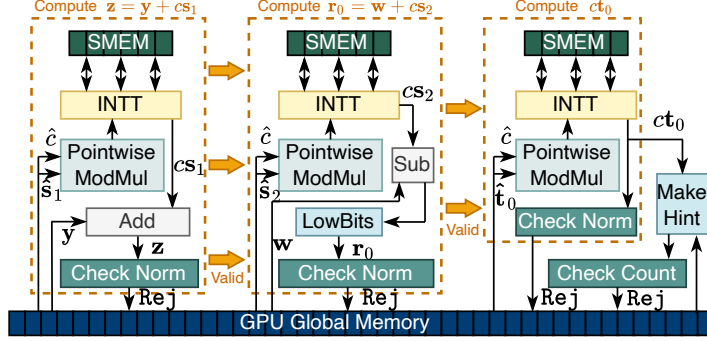 Compute z = y + cs₁
Compute r₀ = w + cs₂
Compute ct₀
SMEM
SMEM
SMEM
INTT
INTT
INTT
cs₂
ĉ
Pointwise
ModMul
ŝ₁
cs₁
ĉ
Pointwise
ModMul
ŝ₂
Sub
ĉ
Pointwise
ModMul
t̂₀
ct₀
Make
Hint
y
Add
z
Check Norm
Rej
Valid
w
LowBits
r₀
Check Norm
Rej
Valid
Check Norm
Rej
Check Count
Rej
GPU Global Memory